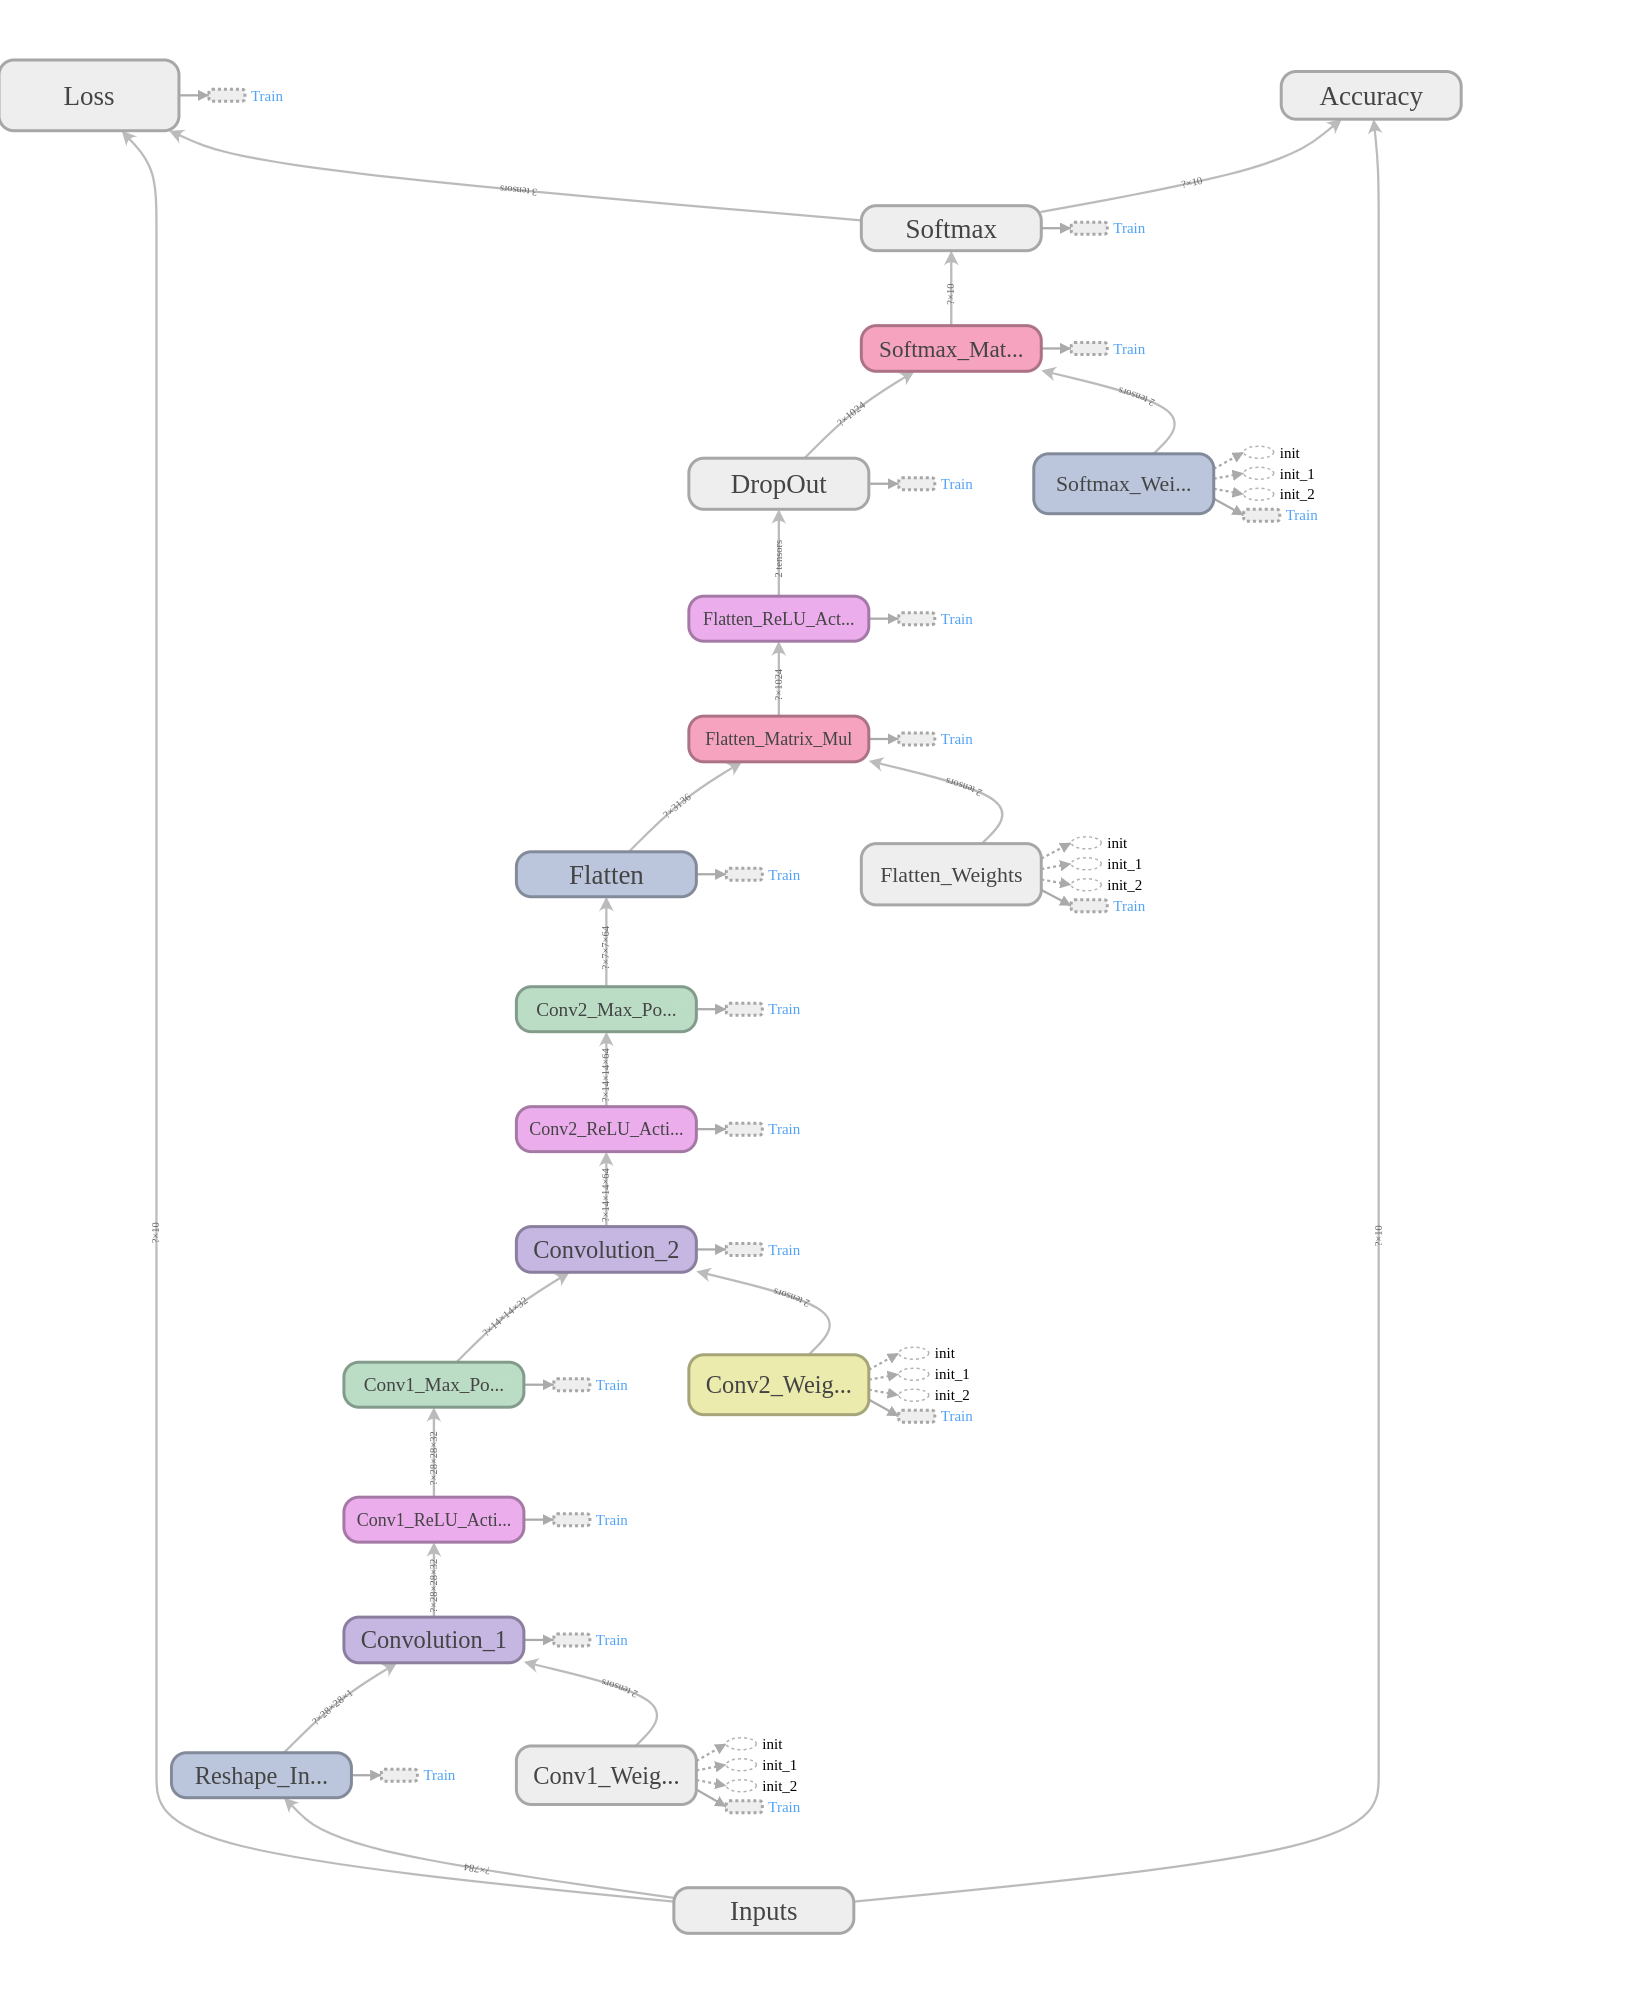 Loss
Train
Accuracy
3 tensors
?×10
Softmax
Train
?×10
Softmax_Mat...
Train
?×1024
2 tensors
DropOut
Train
Softmax_Wei...
init
init_1
init_2
Train
2 tensors
Flatten_ReLU_Act...
Train
?×1024
Flatten_Matrix_Mul
Train
?×3136
2 tensors
Flatten
Train
Flatten_Weights
init
init_1
init_2
Train
?×7×7×64
Conv2_Max_Po...
Train
?×14×14×64
Conv2_ReLU_Acti...
Train
?×14×14×64
?×10
?×10
Convolution_2
Train
?×14×14×32
2 tensors
Conv1_Max_Po...
Train
Conv2_Weig...
init
init_1
init_2
Train
?×28×28×32
Conv1_ReLU_Acti...
Train
?×28×28×32
Convolution_1
Train
?×28×28×1
2 tensors
Reshape_In...
Train
Conv1_Weig...
init
init_1
init_2
Train
?×784
Inputs